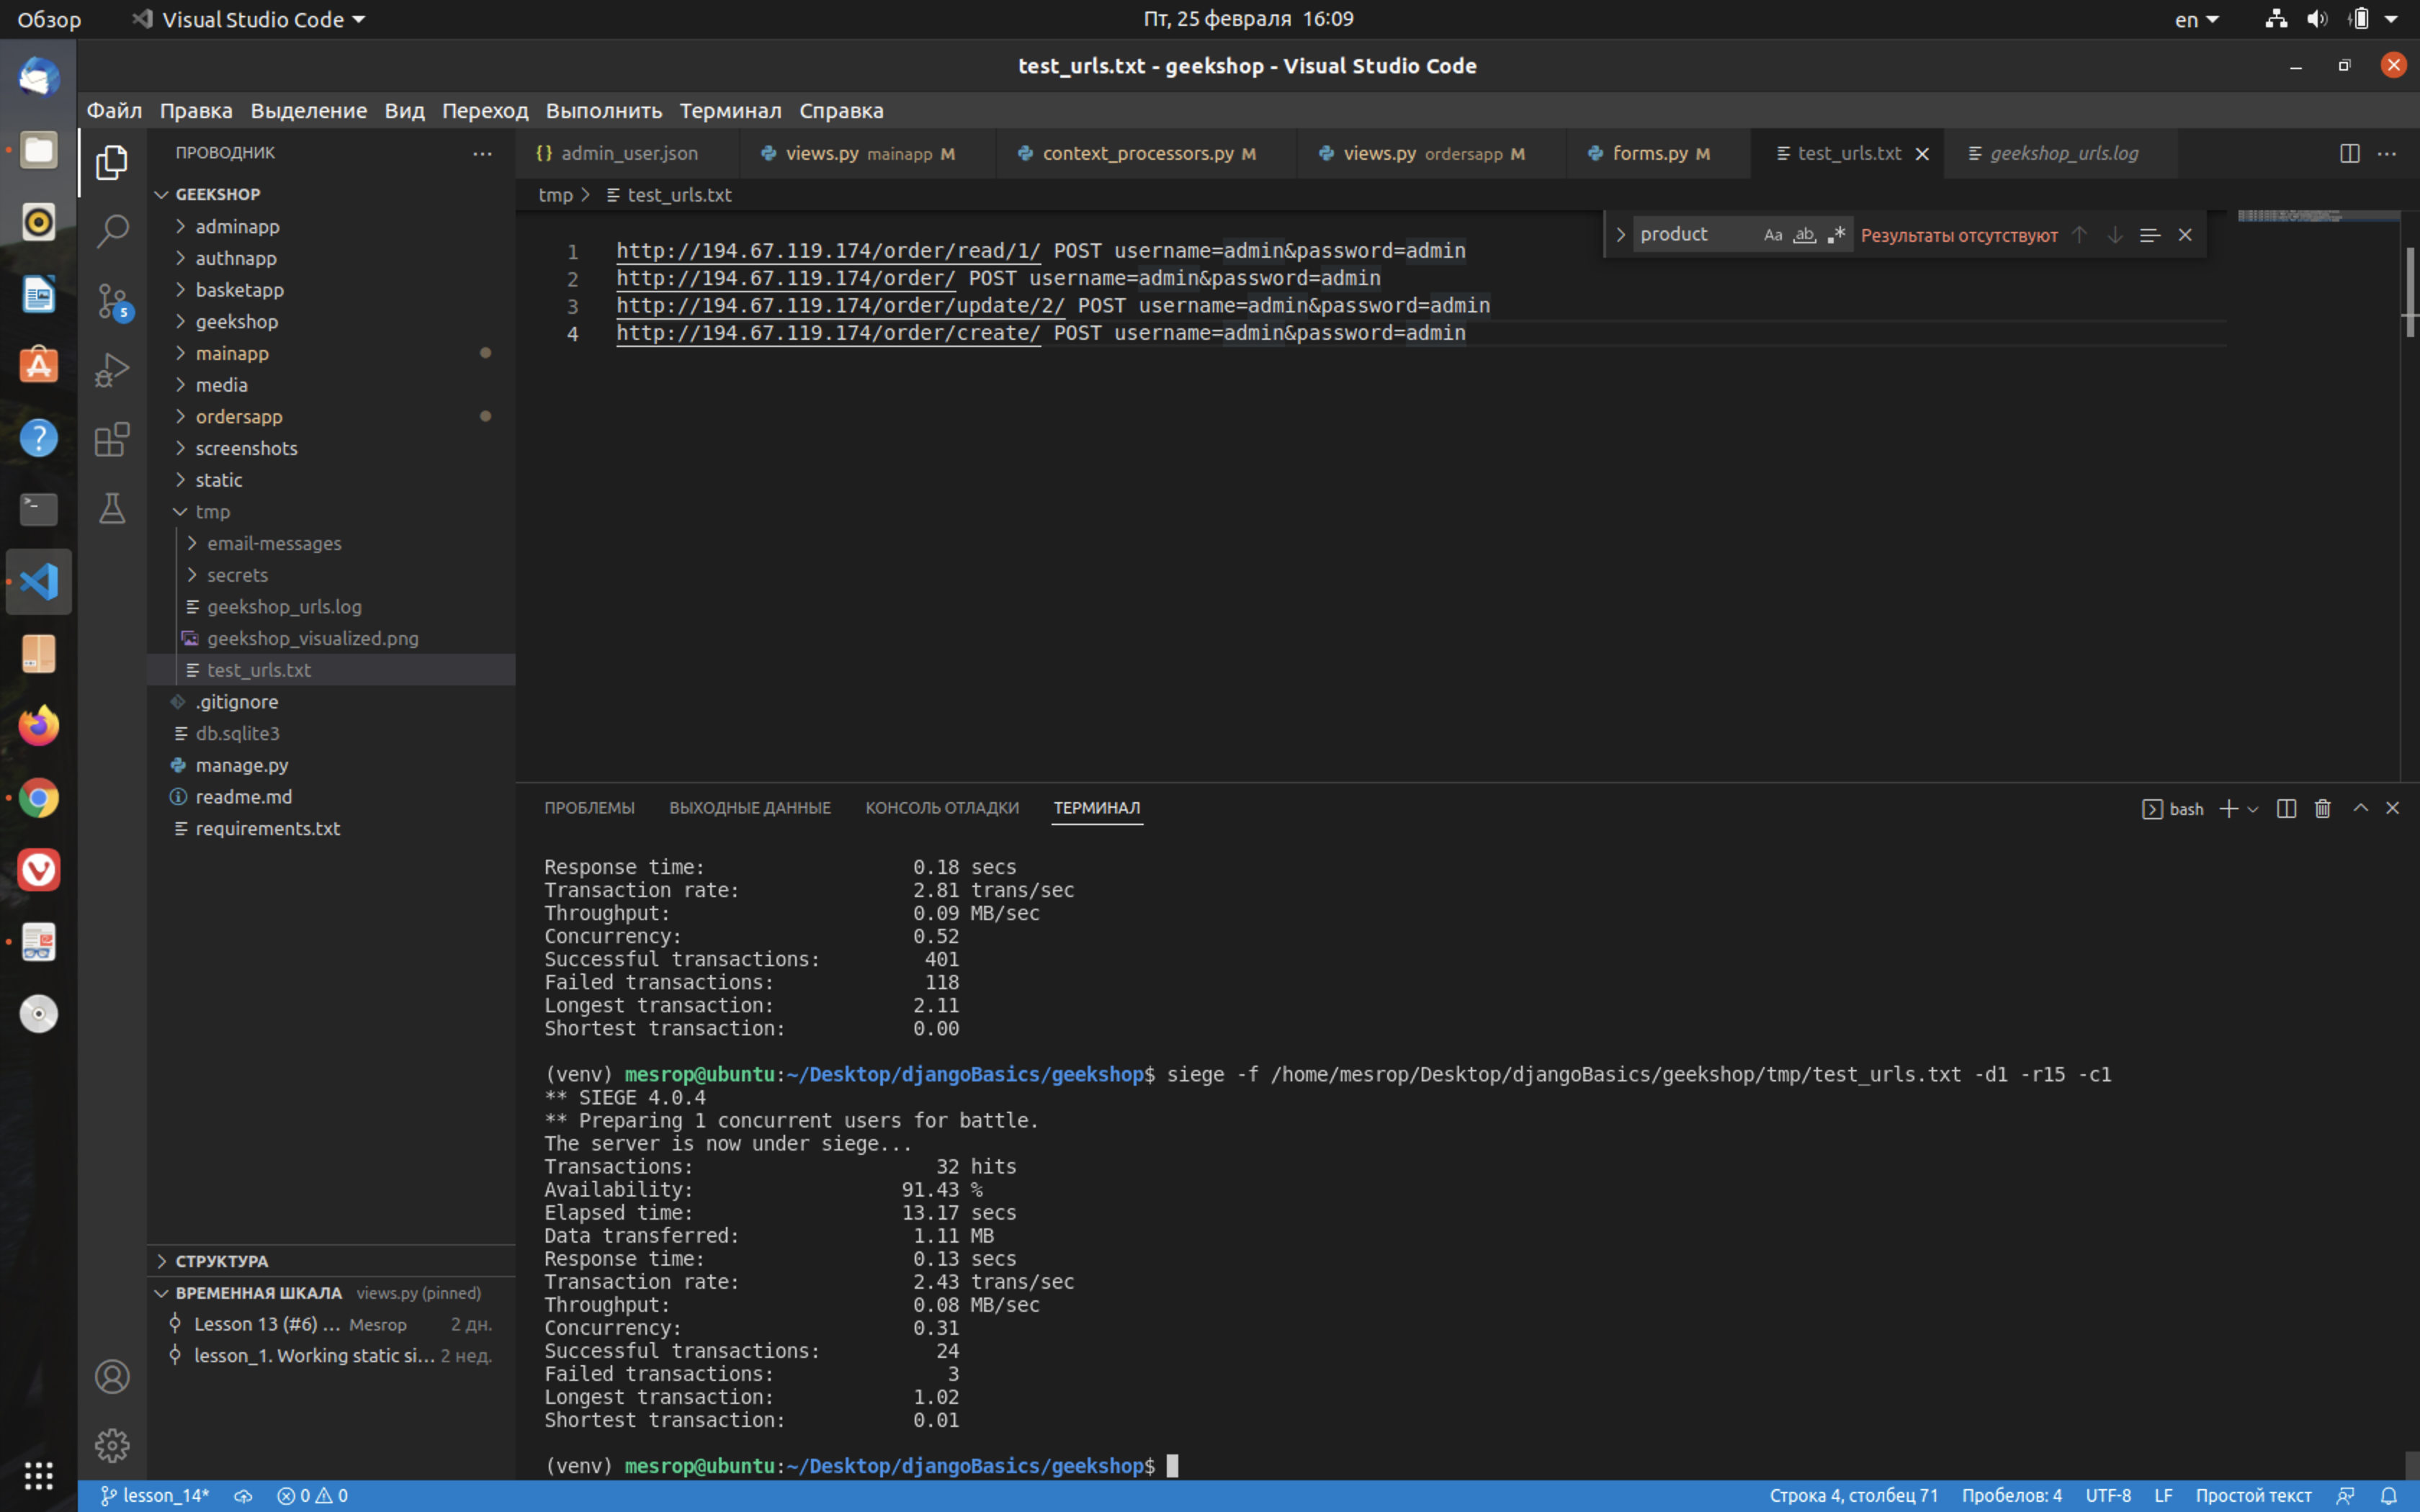 Обзор
Visual Studio Code
Пт, 25 февраля 16:09
en
test_urls.txt - geekshop - Visual Studio Code
Файл Правка Выделение Вид Переход Выполнить Терминал Справка
ПРОВОДНИК
GEEKSHOP
adminapp
authnapp
basketapp
geekshop
mainapp
media
ordersapp
screenshots
static
tmp
email-messages
secrets
geekshop_urls.log
geekshop_visualized.png
test_urls.txt
.gitignore
db.sqlite3
manage.py
readme.md
requirements.txt
5
СТРУКТУРА
ВРЕМЕННАЯ ШКАЛА views.py (pinned)
Lesson 13 (#6) ... Mesrop 2 дн.
lesson_1. Working static si... 2 нед.
{} admin_user.json
views.py mainapp M
context_processors.py M
views.py ordersapp M
forms.py M
test_urls.txt
geekshop_urls.log
tmp > test_urls.txt
product Aa ab .* Результаты отсутствуют
1 http://194.67.119.174/order/read/1/ POST username=admin&password=admin
2 http://194.67.119.174/order/ POST username=admin&password=admin
3 http://194.67.119.174/order/update/2/ POST username=admin&password=admin
4 http://194.67.119.174/order/create/ POST username=admin&password=admin
ПРОБЛЕМЫ ВЫХОДНЫЕ ДАННЫЕ КОНСОЛЬ ОТЛАДКИ ТЕРМИНАЛ
bash
Response time: 0.18 secs
Transaction rate: 2.81 trans/sec
Throughput: 0.09 MB/sec
Concurrency: 0.52
Successful transactions: 401
Failed transactions: 118
Longest transaction: 2.11
Shortest transaction: 0.00
(venv) mesrop@ubuntu:~/Desktop/djangoBasics/geekshop$ siege -f /home/mesrop/Desktop/djangoBasics/geekshop/tmp/test_urls.txt -d1 -r15 -c1
** SIEGE 4.0.4
** Preparing 1 concurrent users for battle.
The server is now under siege...
Transactions: 32 hits
Availability: 91.43 %
Elapsed time: 13.17 secs
Data transferred: 1.11 MB
Response time: 0.13 secs
Transaction rate: 2.43 trans/sec
Throughput: 0.08 MB/sec
Concurrency: 0.31
Successful transactions: 24
Failed transactions: 3
Longest transaction: 1.02
Shortest transaction: 0.01
(venv) mesrop@ubuntu:~/Desktop/djangoBasics/geekshop$
lesson_14*
0 0
Строка 4, столбец 71 Пробелов: 4 UTF-8 LF Простой текст